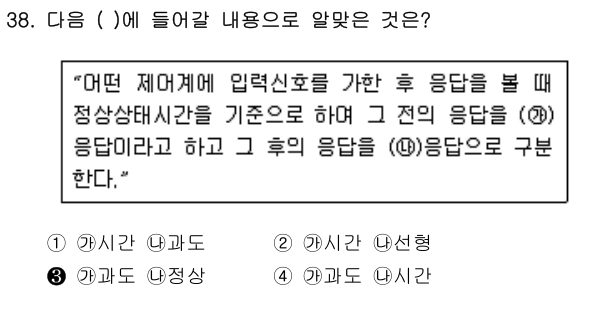 38. 다음 ( )에 들어갈 내용으로 알맞은 것은?
"어떤 제어계에 입력신호를 가한 후 응답을 볼 때
정상상태시간을 기준으로 하며 그 전의 응답을 (㉮)
응답이라고 하고 그 후의 응답을 (㉯)응답으로 구분
한다."
① ㉮시간 ㉯과도 ② ㉮시간 ㉯선형
❸ ㉮과도 ㉯정상 ④ ㉮과도 ㉯시간